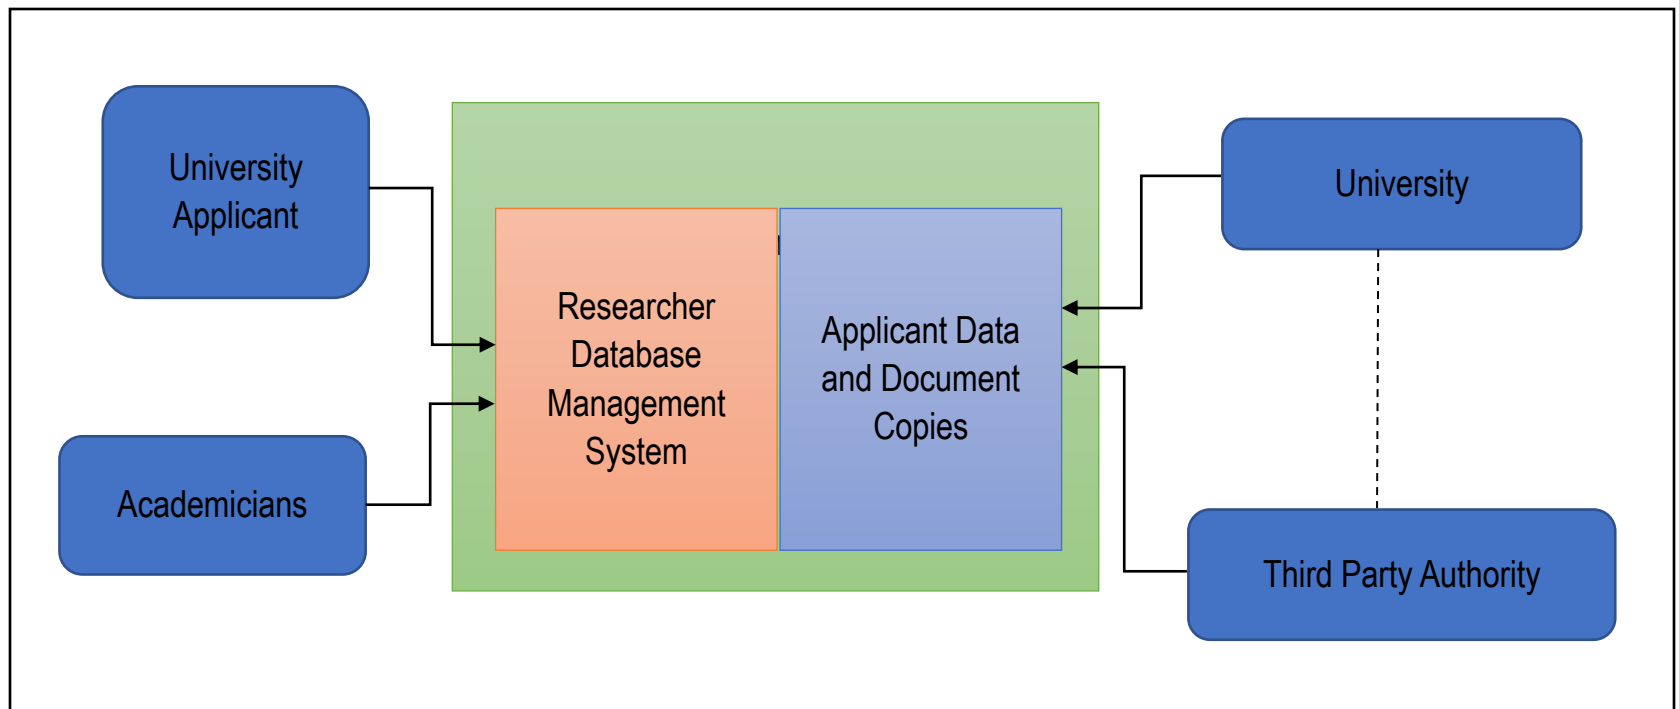 University
Applicant
Academicians
Researcher
Database
Management
System
Applicant Data
and Document
Copies
University
Third Party Authority